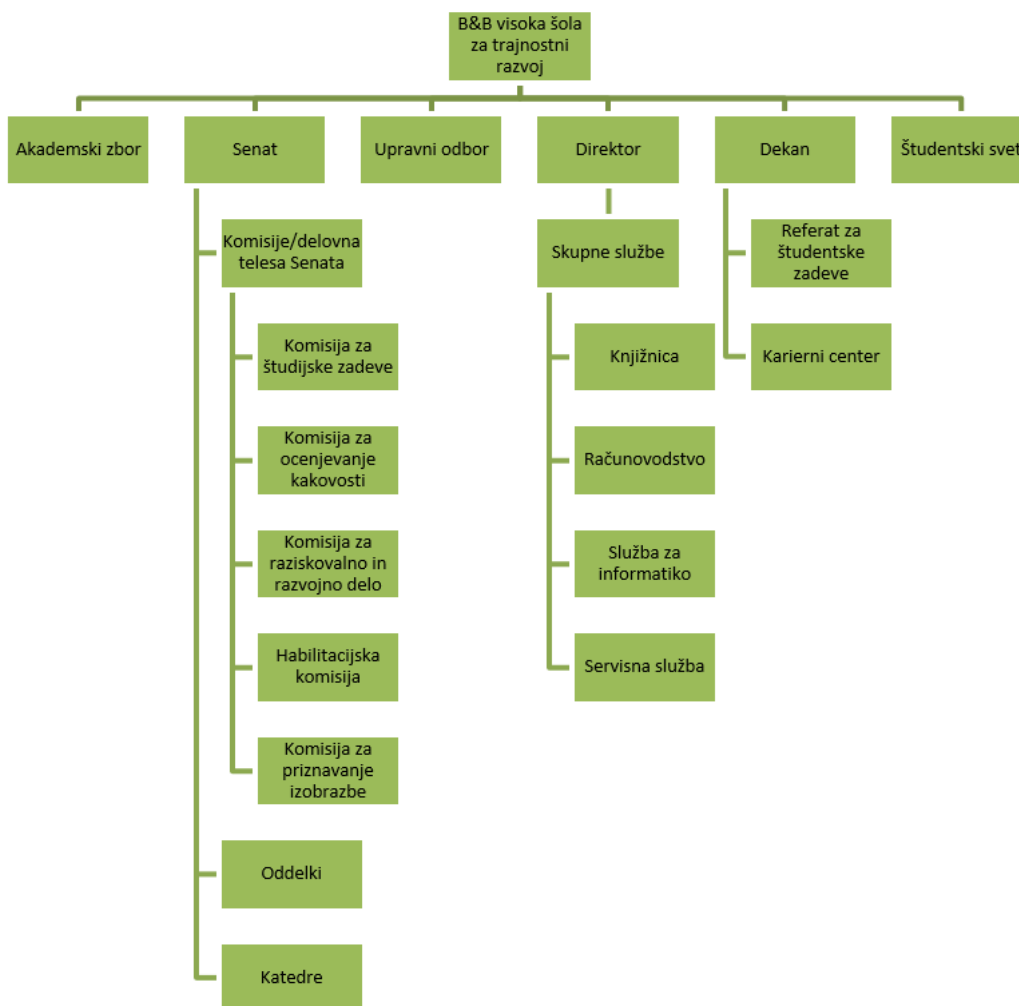 B&B visoka šola
za trajnostni
razvoj
Akademski zbor
Senat
Upravni odbor
Direktor
Dekan
Študentski svet
Komisije/delovna
telesa Senata
Skupne službe
Referat za
študentske
zadeve
Komisija za
študijske zadeve
Knjižnica
Karierni center
Komisija za
ocenjevanje
kakovosti
Računovodstvo
Komisija za
raziskovalno in
razvojno delo
Služba za
informatiko
Habilitacijska
komisija
Servisna služba
Komisija za
priznavanje
izobrazbe
Oddelki
Katedre